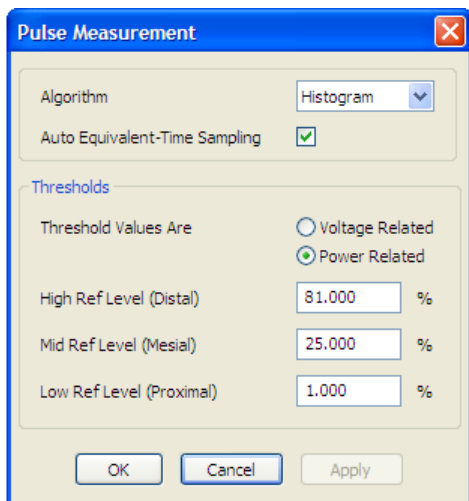 Pulse Measurement
Algorithm Histogram
Auto Equivalent-Time Sampling
Thresholds
Threshold Values Are Voltage Related
Power Related
High Ref Level (Distal) 81.000 %
Mid Ref Level (Mesial) 25.000 %
Low Ref Level (Proximal) 1.000 %
OK Cancel Apply